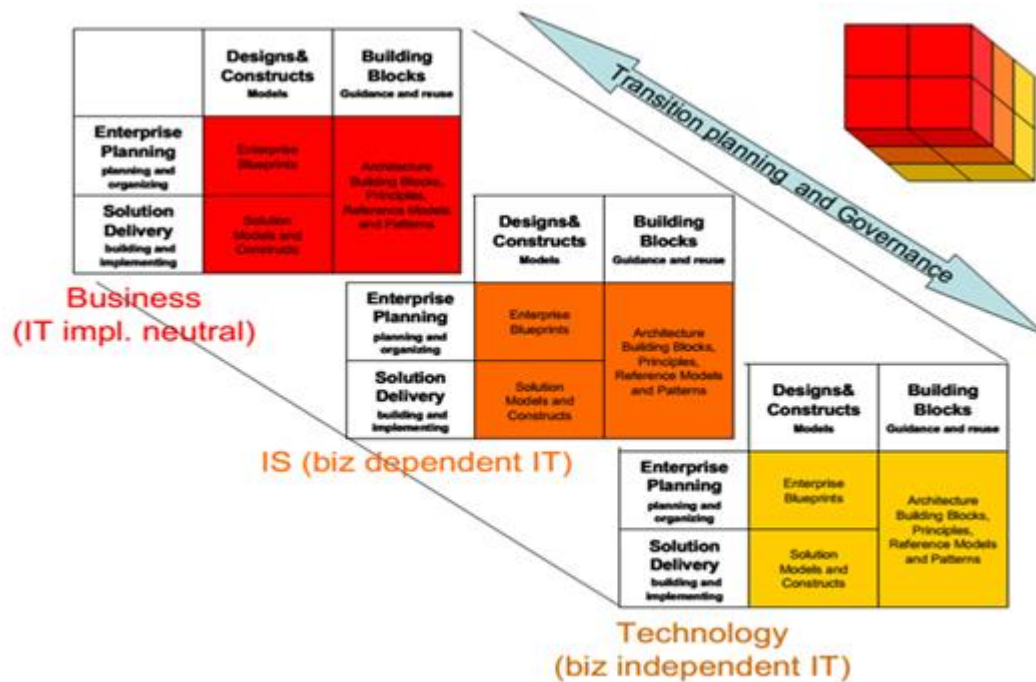 Designs&
Constructs
Models
Building
Blocks
Guidance and reuse
Enterprise
Planning
planning and
organizing
Enterprise
Blueprints
Architecture
Building Blocks,
Principles,
Reference Models
and Patterns
Solution
Delivery
building and
implementing
Solution
Models and
Constructs
Business
(IT impl. neutral)
Transition planning and Governance
Designs&
Constructs
Models
Building
Blocks
Guidance and reuse
Enterprise
Planning
planning and
organizing
Enterprise
Blueprints
Architecture
Building Blocks,
Principles,
Reference Models
and Patterns
Solution
Delivery
building and
implementing
Solution
Models and
Constructs
IS (biz dependent IT)
Designs&
Constructs
Models
Building
Blocks
Guidance and reuse
Enterprise
Planning
planning and
organizing
Enterprise
Blueprints
Architecture
Building Blocks,
Principles,
Reference Models
and Patterns
Solution
Delivery
building and
implementing
Solution
Models and
Constructs
Technology
(biz independent IT)